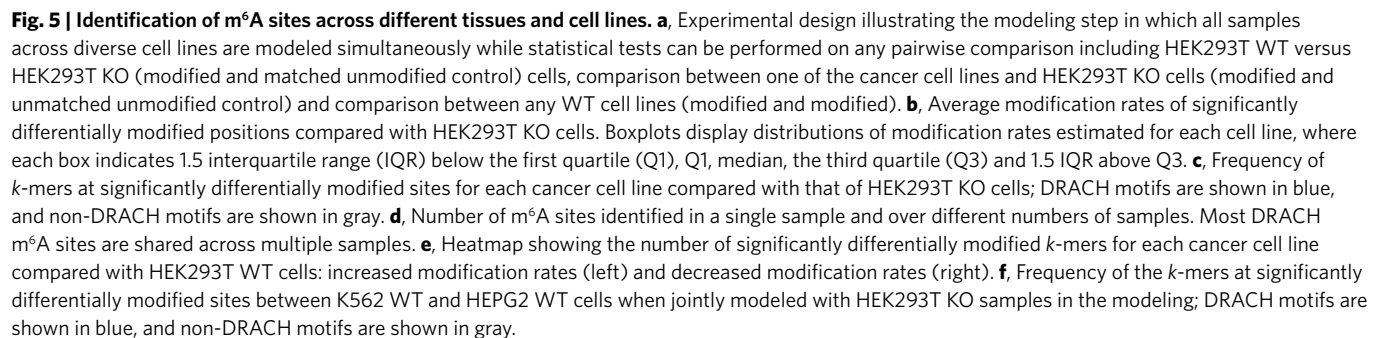 Fig. 5 | Identification of m⁶A sites across different tissues and cell lines. a, Experimental design illustrating the modeling step in which all samples
across diverse cell lines are modeled simultaneously while statistical tests can be performed on any pairwise comparison including HEK293T WT versus
HEK293T KO (modified and matched unmodified control) cells, comparison between one of the cancer cell lines and HEK293T KO cells (modified and
unmatched unmodified control) and comparison between any WT cell lines (modified and modified). b, Average modification rates of significantly
differentially modified positions compared with HEK293T KO cells. Boxplots display distributions of modification rates estimated for each cell line, where
each box indicates 1.5 interquartile range (IQR) below the first quartile (Q1), Q1, median, the third quartile (Q3) and 1.5 IQR above Q3. c, Frequency of
k-mers at significantly differentially modified sites for each cancer cell line compared with that of HEK293T KO cells; DRACH motifs are shown in blue,
and non-DRACH motifs are shown in gray. d, Number of m⁶A sites identified in a single sample and over different numbers of samples. Most DRACH
m⁶A sites are shared across multiple samples. e, Heatmap showing the number of significantly differentially modified k-mers for each cancer cell line
compared with HEK293T WT cells: increased modification rates (left) and decreased modification rates (right). f, Frequency of the k-mers at significantly
differentially modified sites between K562 WT and HEPG2 WT cells when jointly modeled with HEK293T KO samples in the modeling; DRACH motifs are
shown in blue, and non-DRACH motifs are shown in gray.